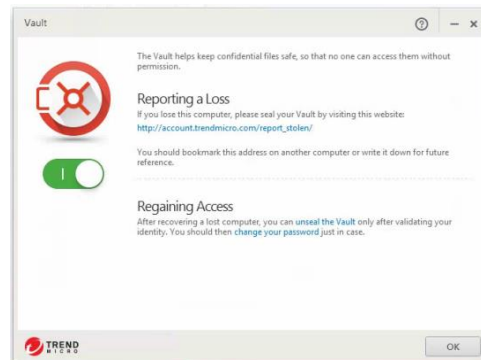 Vault
The Vault helps keep confidential files safe, so that no one can access them without
permission.
Reporting a Loss
If you lose this computer, please seal your Vault by visiting this website:
http://account.trendmicro.com/report_stolen/
You should bookmark this address on another computer or write it down for future
reference.
Regaining Access
After recovering a lost computer, you can unseal the Vault only after validating your
identity. You should then change your password just in case.
TREND
MICRO
OK